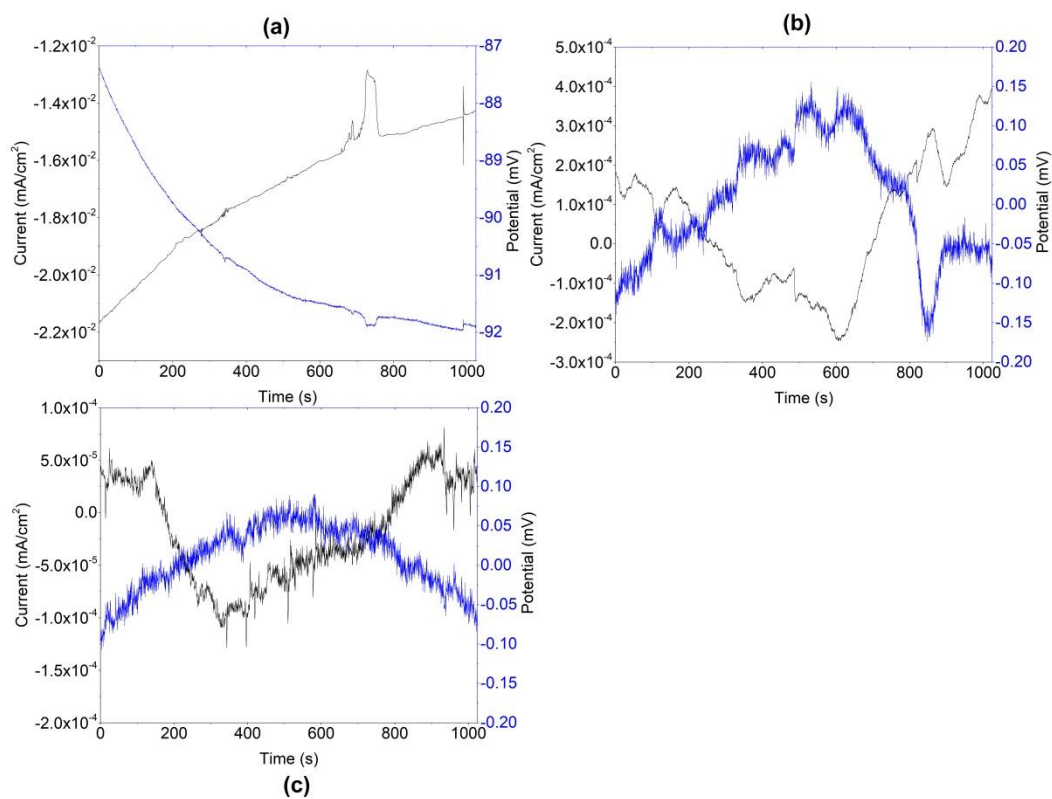 (a)
-1.2x10⁻²
-1.4x10⁻²
-1.6x10⁻²
-1.8x10⁻²
-2.0x10⁻²
-2.2x10⁻²
Current (mA/cm²)
-87
-88
-89
-90
-91
-92
Potential (mV)
0 200 400 600 800 1000
Time (s)
(b)
5.0x10⁻⁴
4.0x10⁻⁴
3.0x10⁻⁴
2.0x10⁻⁴
1.0x10⁻⁴
0.0
-1.0x10⁻⁴
-2.0x10⁻⁴
-3.0x10⁻⁴
Current (mA/cm²)
0.20
0.15
0.10
0.05
0.00
-0.05
-0.10
-0.15
-0.20
Potential (mV)
0 200 400 600 800 1000
Time (s)
1.0x10⁻⁴
5.0x10⁻⁵
0.0
-5.0x10⁻⁵
-1.0x10⁻⁴
-1.5x10⁻⁴
-2.0x10⁻⁴
Current (mA/cm²)
0.20
0.15
0.10
0.05
0.00
-0.05
-0.10
-0.15
-0.20
Potential (mV)
0 200 400 600 800 1000
Time (s)
(c)